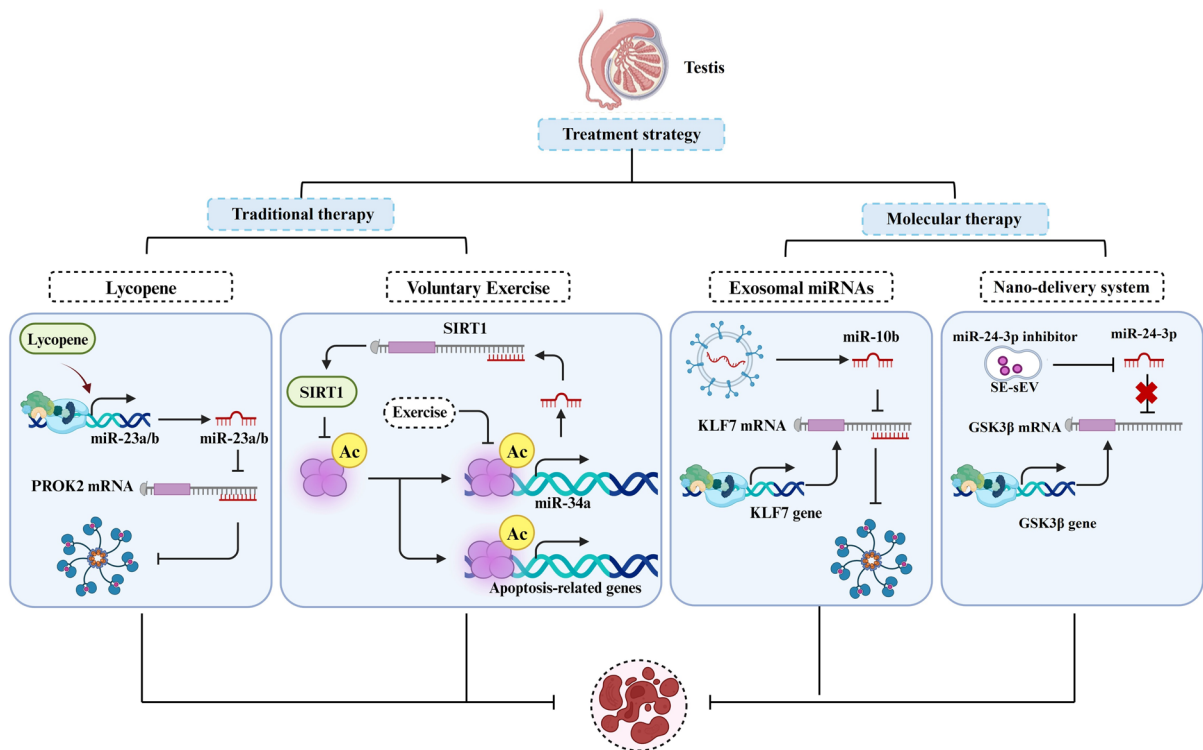 Testis
Treatment strategy
Traditional therapy
Molecular therapy
Lycopene
Voluntary Exercise
Exosomal miRNAs
Nano-delivery system
Lycopene
miR-23a/b
miR-23a/b
PROK2 mRNA
SIRT1
SIRT1
Exercise
Ac
Ac
miR-34a
Ac
Apoptosis-related genes
miR-10b
KLF7 mRNA
KLF7 gene
miR-24-3p inhibitor
miR-24-3p
SE-sEV
GSK3β mRNA
GSK3β gene